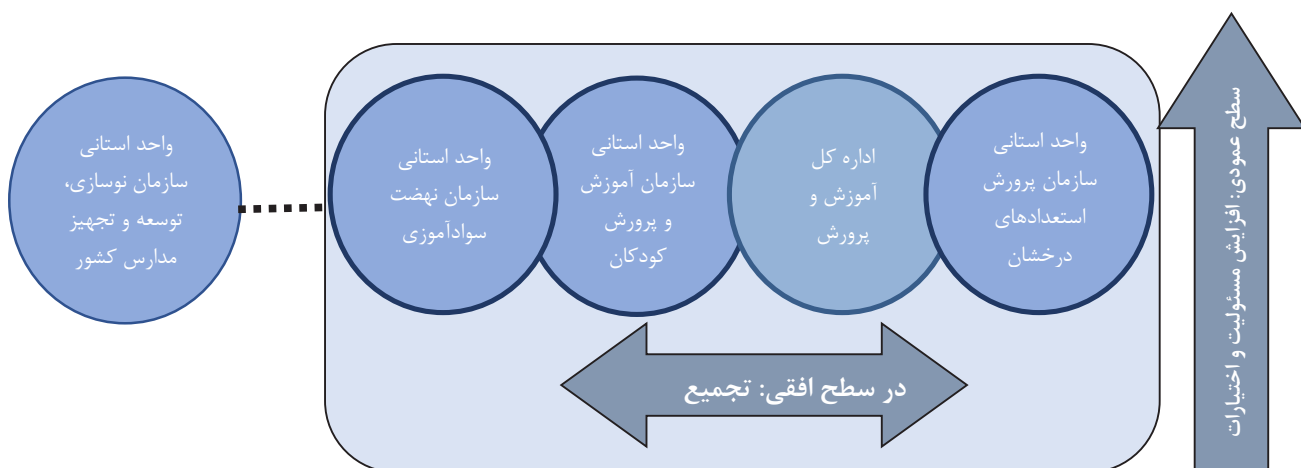 واحد استانی
سازمان پرورش
استعدادهای
درخشان
اداره کل
آموزش و
پرورش
واحد استانی
سازمان آموزش
و پرورش
کودکان
واحد استانی
سازمان نهضت
سوادآموزی
واحد استانی
سازمان نوسازی،
توسعه و تجهیز
مدارس کشور
در سطح افقی: تجمیع
سطح عمودی: افزایش مسئولیت و اختیارات